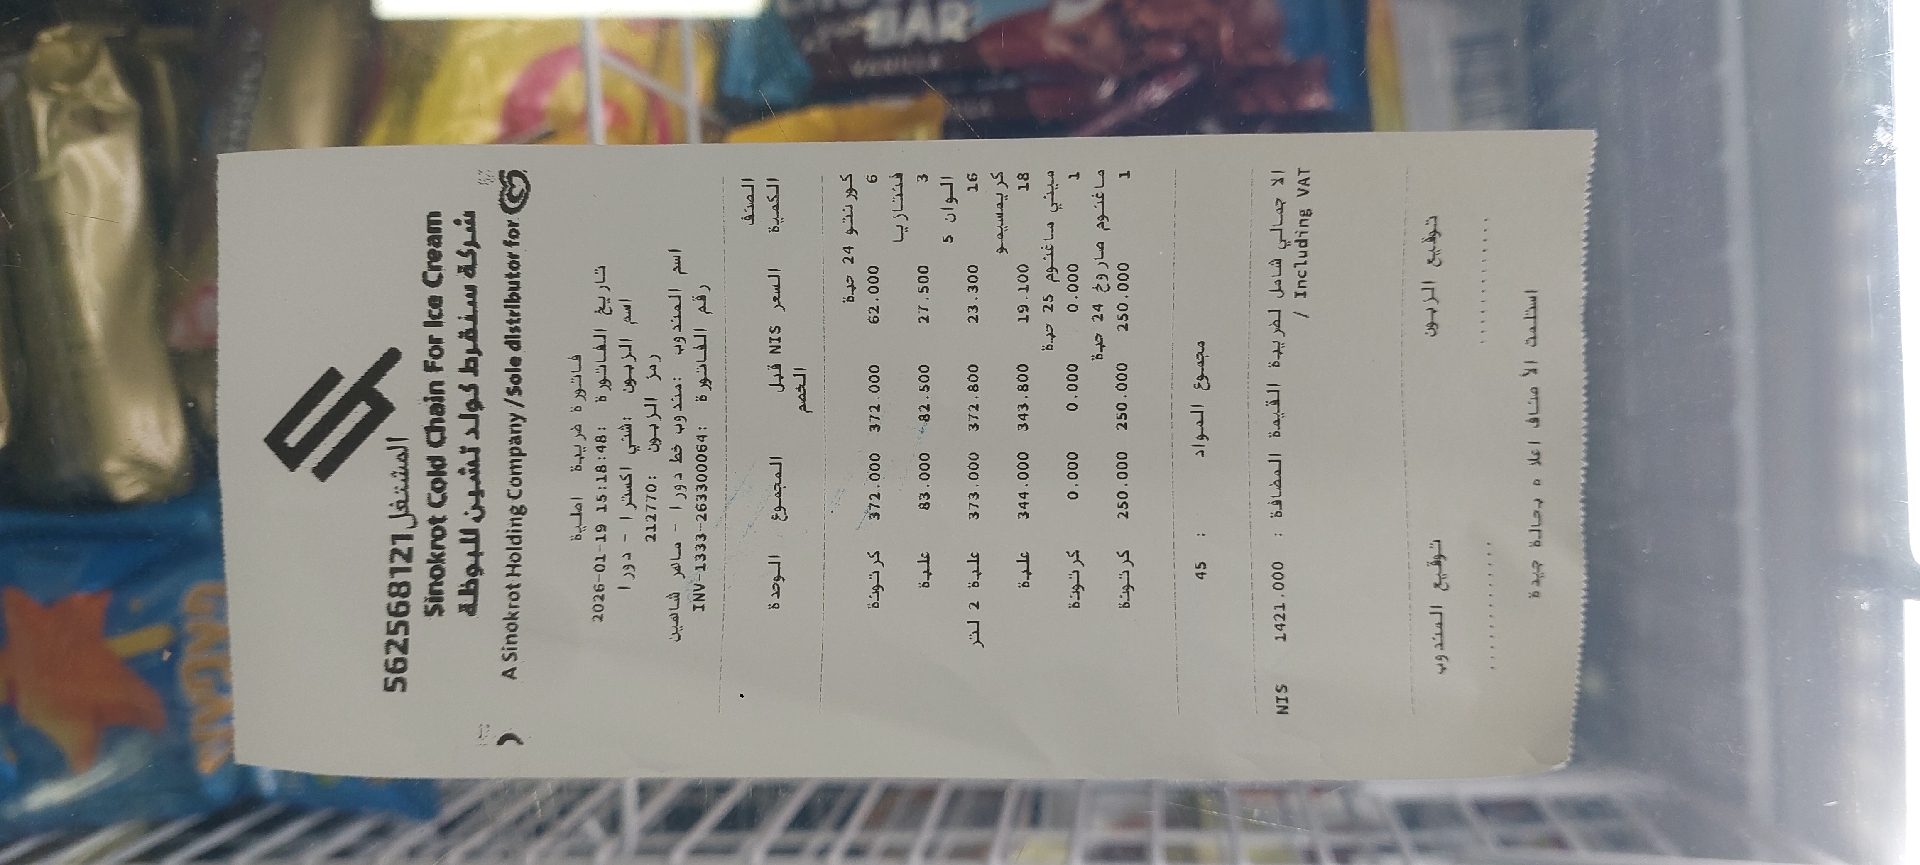 المشتغل 562568121
Sinokrot Cold Chain For Ice Cream
شركة سنقرط كولد تشين للبوظة
A Sinokrot Holding Company / Sole distributor for
فاتورة ضريبة اصلية
تاريخ الفاتورة :2026-01-19 15:18:48
اسم الزبون :شني اكسترا - دورا
رمز الزبون :212770
اسم المندوب :مندوب خط دورا - ساهر شاهين
رقم الفاتورة :INV-1333-263300064
الصنف
الكمية السعر NIS قبل الخصم المجموع الوحدة
كورنتو 24 حبة
6 62.000 372.000 372.000 كرتونة
فنتازيا
3 27.500 82.500 83.000 علبة
الوان 5
16 23.300 372.800 373.000 علبة 2 لتر
كريمسيمو
18 19.100 343.800 344.000 علبة
ميني ماغنوم 25 حبة
1 0.000 0.000 0.000 كرتونة
ماغنوم صاروخ 24 حبة
1 250.000 250.000 250.000 كرتونة
مجموع المواد : 45
الاجمالي شامل لضريبة القيمة المضافة : 1421.000 NIS
/ Including VAT
توقيع الزبون توقيع المندوب
استلمت الأصناف اعلاه بحالة جيدة
BAR
VANILLA